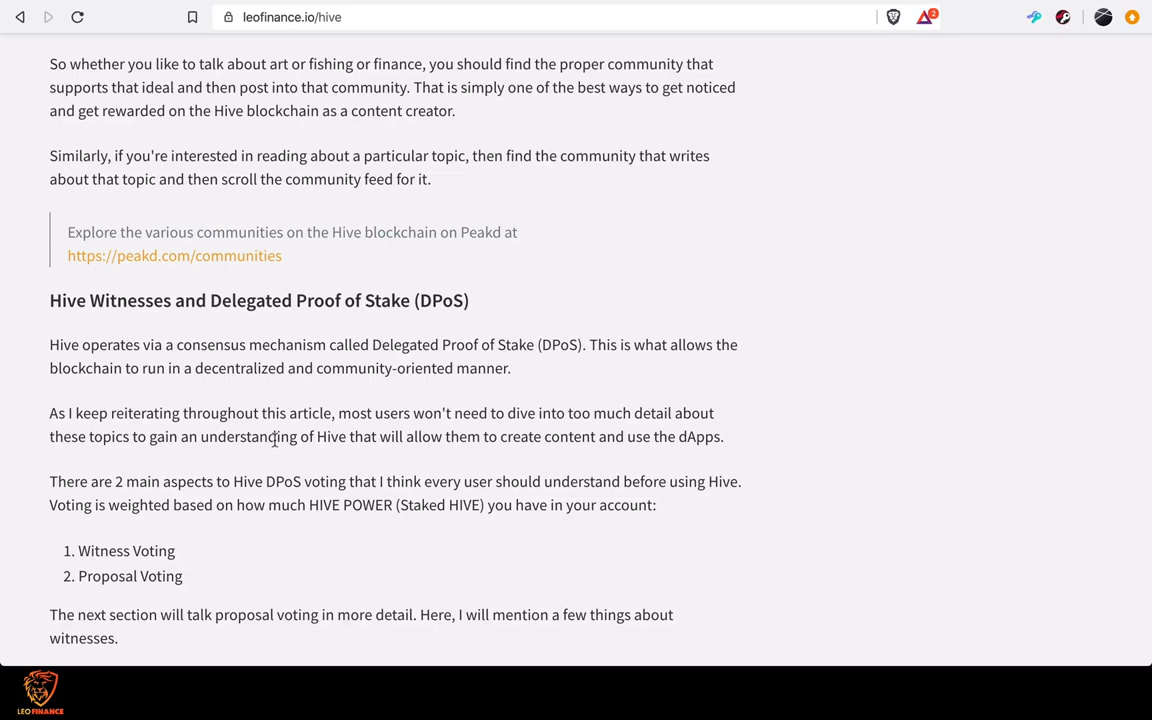 leofinance.io/hive
2
So whether you like to talk about art or fishing or finance, you should find the proper community that
supports that ideal and then post into that community. That is simply one of the best ways to get noticed
and get rewarded on the Hive blockchain as a content creator.
Similarly, if you're interested in reading about a particular topic, then find the community that writes
about that topic and then scroll the community feed for it.
Explore the various communities on the Hive blockchain on Peakd at
https://peakd.com/communities
Hive Witnesses and Delegated Proof of Stake (DPoS)
Hive operates via a consensus mechanism called Delegated Proof of Stake (DPoS). This is what allows the
blockchain to run in a decentralized and community-oriented manner.
As I keep reiterating throughout this article, most users won't need to dive into too much detail about
these topics to gain an understanding of Hive that will allow them to create content and use the dApps.
There are 2 main aspects to Hive DPoS voting that I think every user should understand before using Hive.
Voting is weighted based on how much HIVE POWER (Staked HIVE) you have in your account:
1. Witness Voting
2. Proposal Voting
The next section will talk proposal voting in more detail. Here, I will mention a few things about
witnesses.
LEOFINANCE